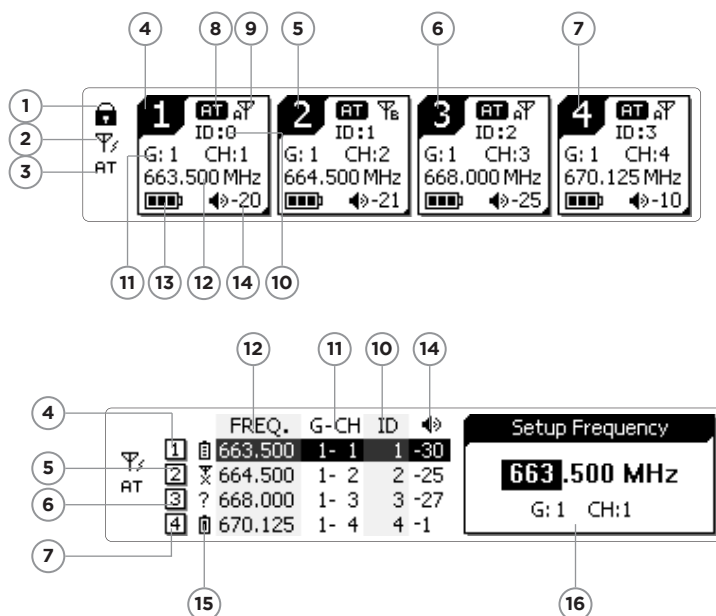 4 8 9 5 6 7
1
2
3
1 AT A
ID:0
G: 1 CH:1
663.500 MHz
-20
2 AT B
ID:1
G: 1 CH:2
664.500 MHz
-21
3 AT A
ID:2
G: 1 CH:3
668.000 MHz
-25
4 AT A
ID:3
G: 1 CH:4
670.125 MHz
-10
AT
11 13 12 14 10
12 11 10 14
4
5
6
7
AT
FREQ. G-CH ID
1 663.500 1- 1 1 -30
2 664.500 1- 2 2 -25
3 ? 668.000 1- 3 3 -27
4 670.125 1- 4 4 -1
Setup Frequency
663.500 MHz
G: 1 CH:1
15 16